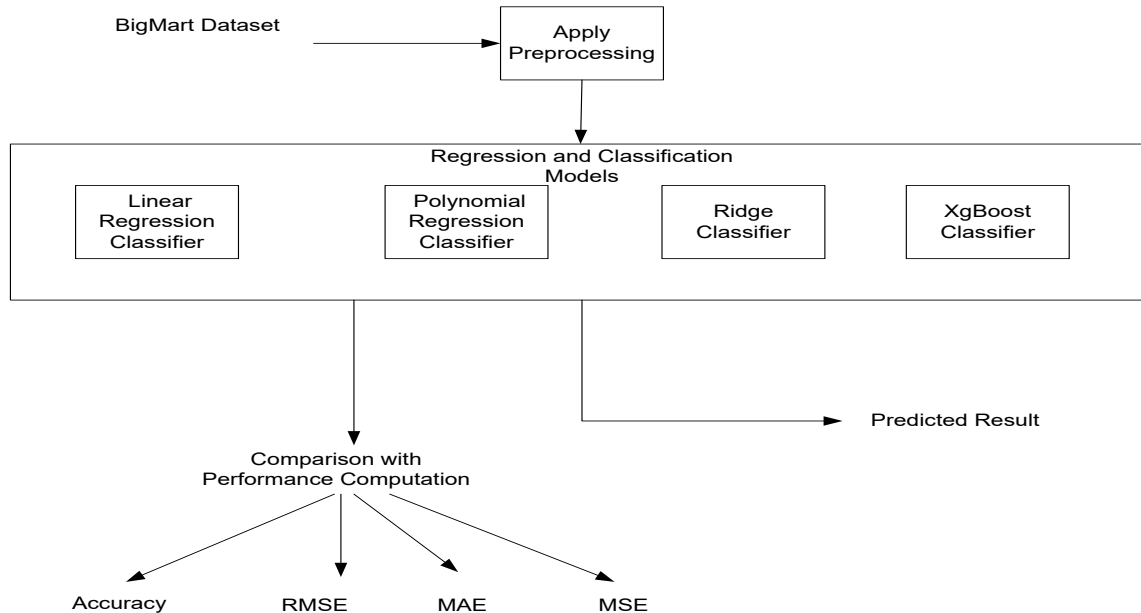 BigMart Dataset
Apply
Preprocessing
Regression and Classification
Models
Linear
Regression
Classifier
Polynomial
Regression
Classifier
Ridge
Classifier
XgBoost
Classifier
Predicted Result
Comparison with
Performance Computation
Accuracy
RMSE
MAE
MSE